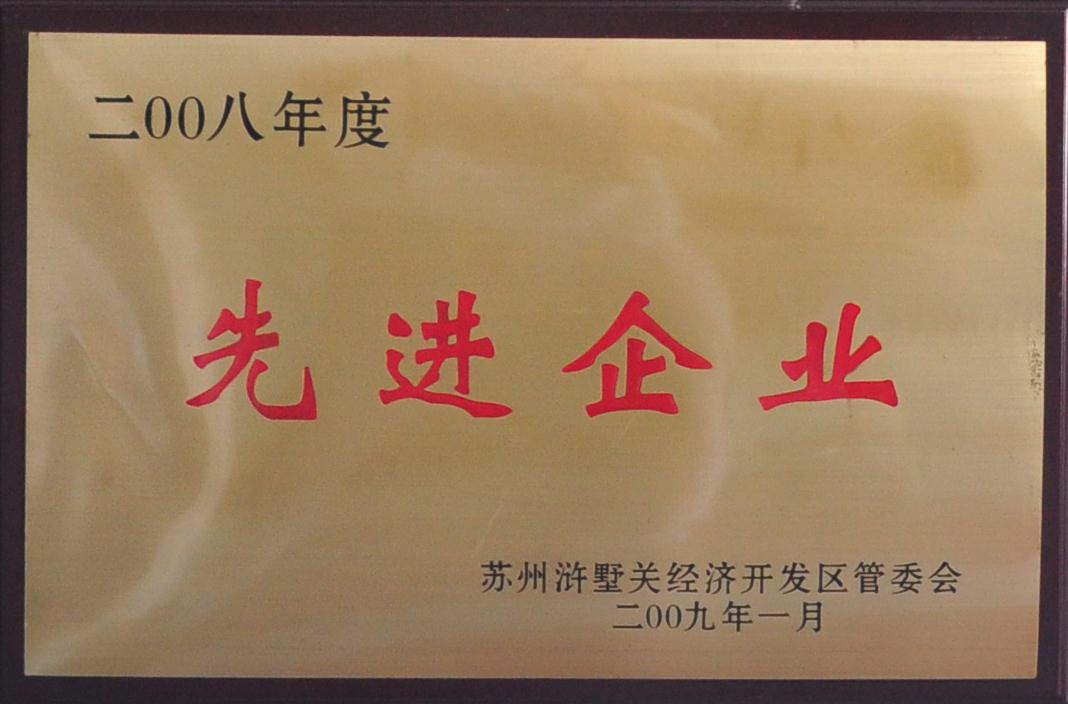 二00八年度
先进企业
苏州浒墅关经济开发区管委会
二00九年一月